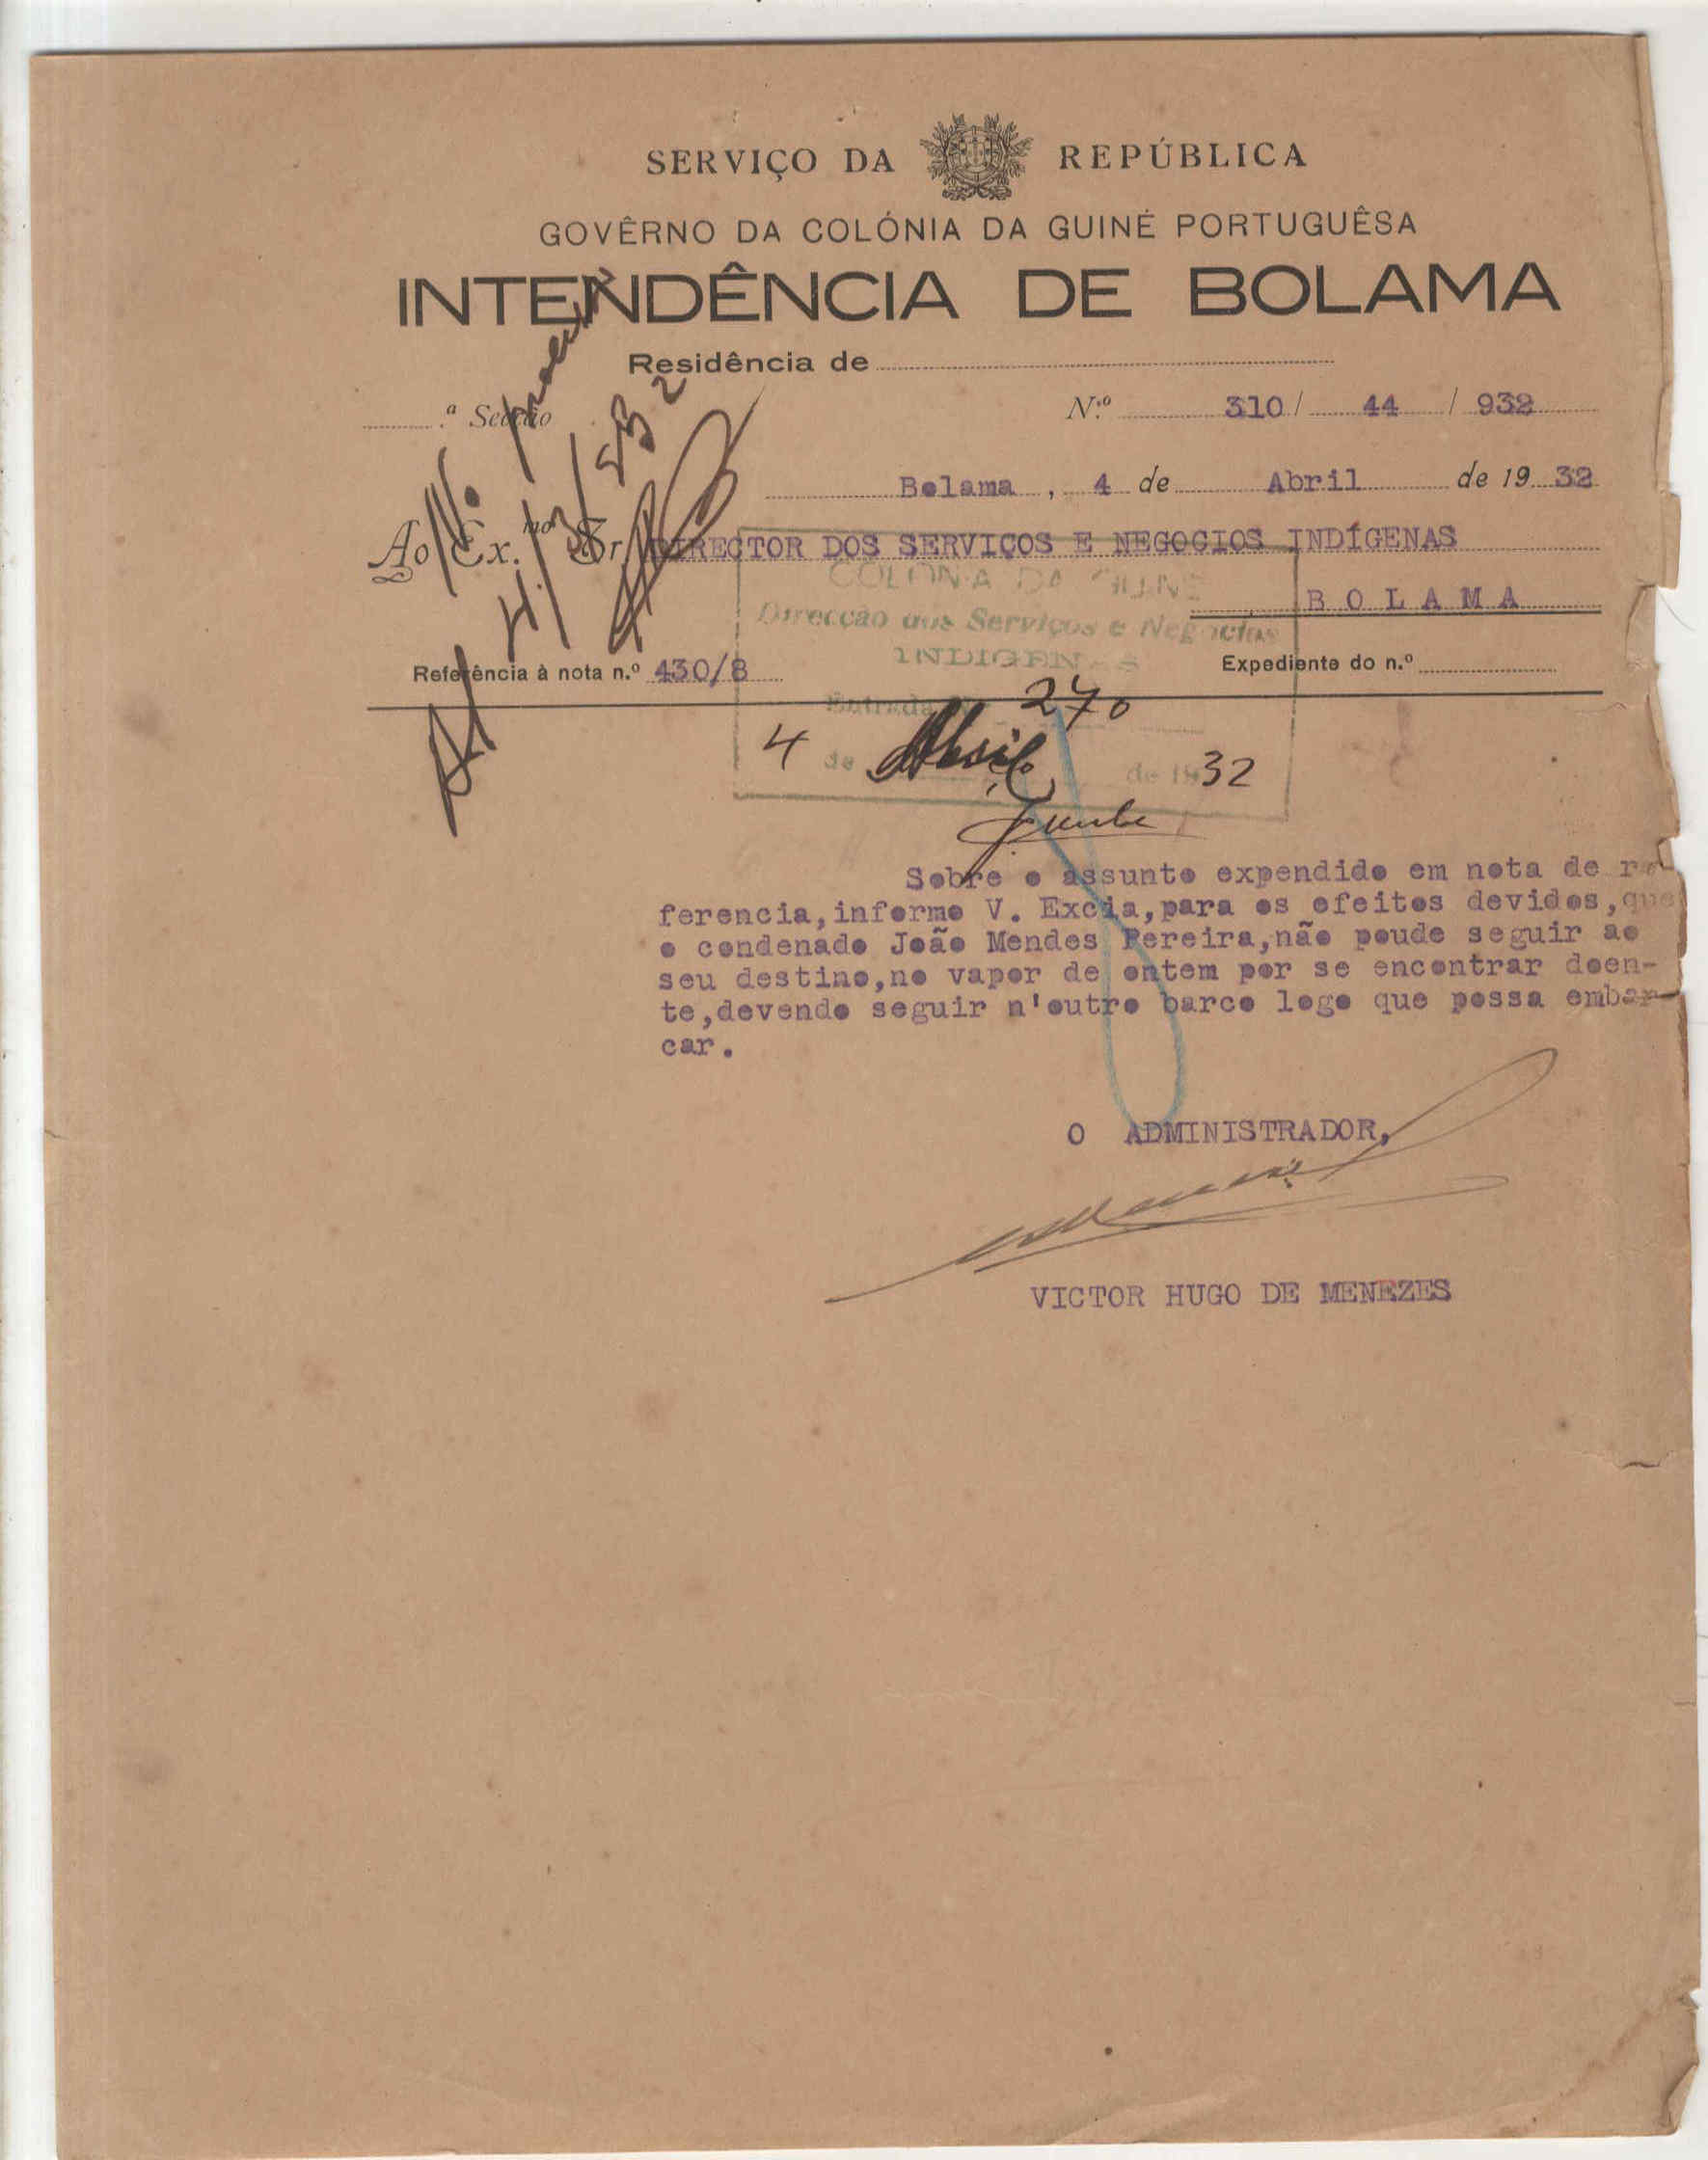 SERVIÇO DA REPÚBLICA
GOVÊRNO DA COLÓNIA DA GUINÉ PORTUGUÊSA
INTENDÊNCIA DE BOLAMA
Residência de
.ª Secção
N.º 310 / 44 / 932
Bolama, 4 de Abril de 1932
Ao Ex.mo Sr. DIRECTOR DOS SERVIÇOS E NEGOCIOS INDÍGENAS
BOLAMA
COLONIA DA GUINÉ
Direcção dos Serviços e Negocios
INDIGENAS
Referência à nota n.º 430/8
Expediente do n.º
Entrada 270
4 de Abril de 1932
Sobre o assunto expendido em nota de re-
ferencia,informo V. Excia,para os efeitos devidos,que
o condenado João Mendes Pereira,não poude seguir ao
seu destino,no vapor de ontem por se encontrar doen-
te,devendo seguir n'outro barco logo que possa embar-
car.
O ADMINISTRADOR,
VICTOR HUGO DE MENEZES